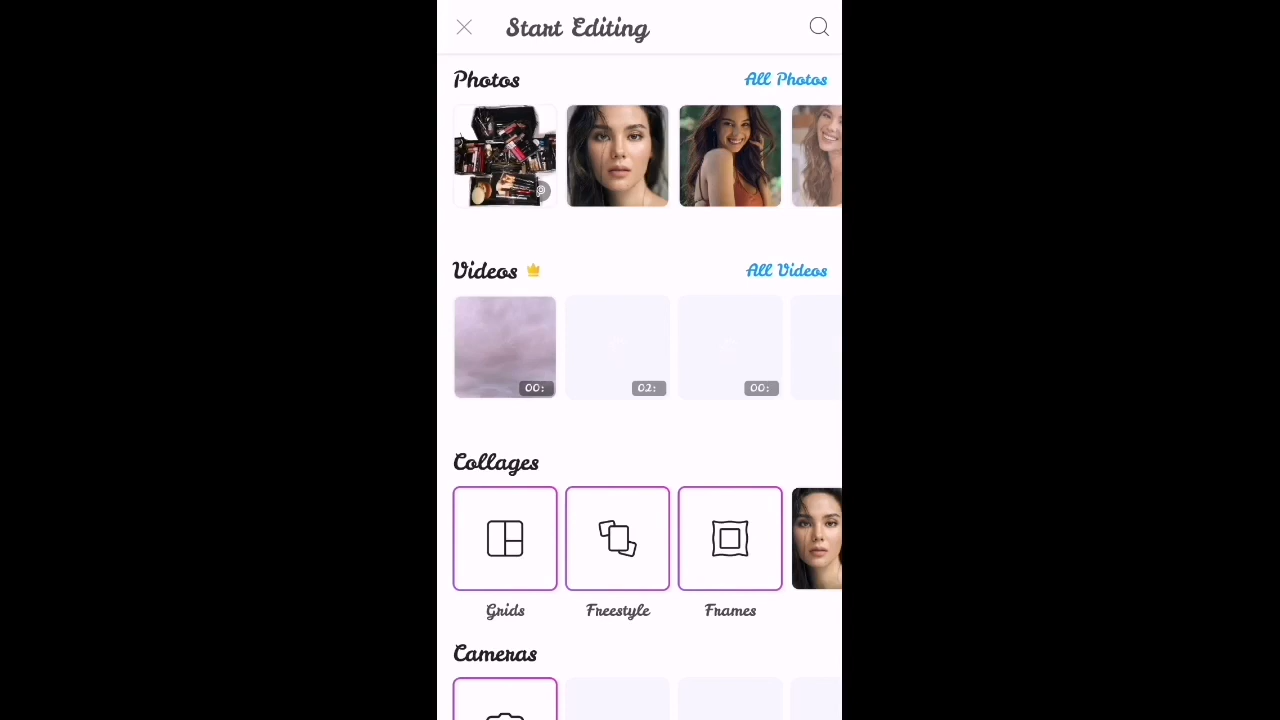 Start Editing
Photos All Photos
Videos All Videos
00: 02: 00:
Collages
Grids Freestyle Frames
Cameras